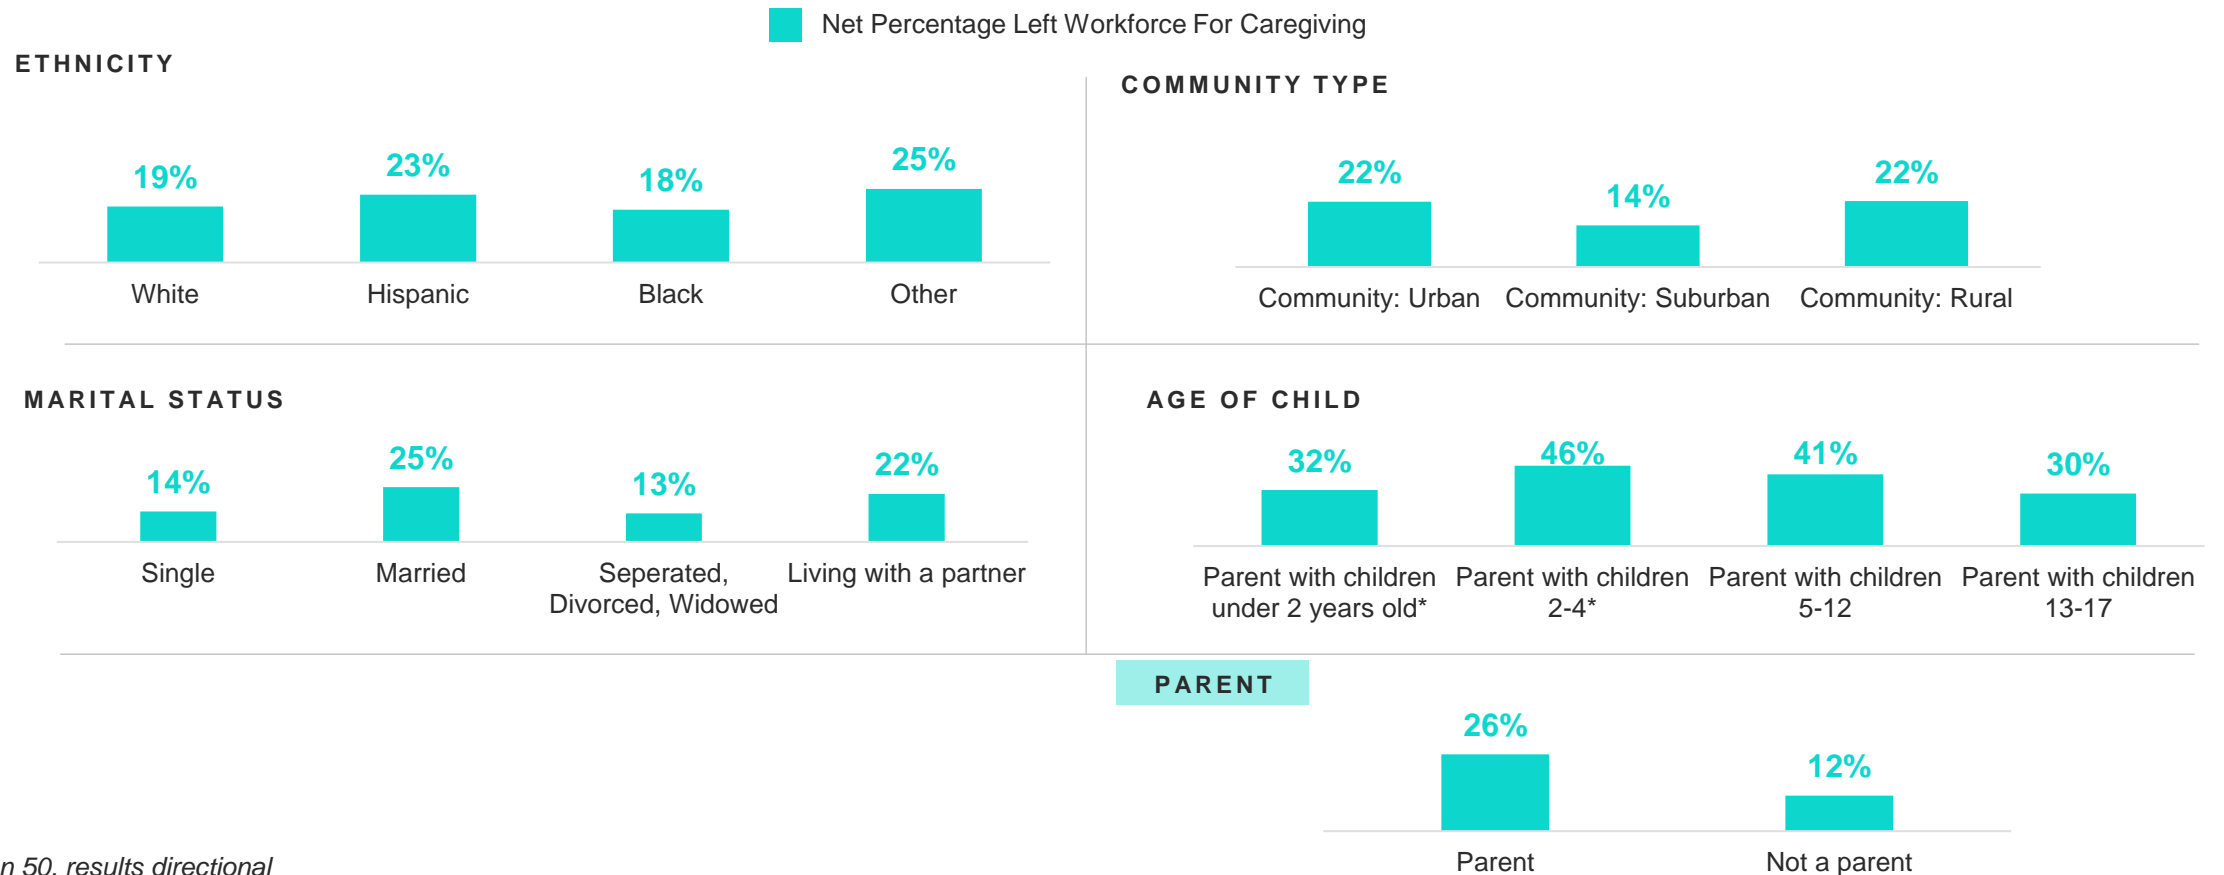 Net Percentage Left Workforce For Caregiving
ETHNICITY
19%
23%
18%
25%
White
Hispanic
Black
Other
COMMUNITY TYPE
22%
14%
22%
Community: Urban
Community: Suburban
Community: Rural
MARITAL STATUS
14%
25%
13%
22%
Single
Married
Seperated,
Divorced, Widowed
Living with a partner
AGE OF CHILD
32%
46%
41%
30%
Parent with children
under 2 years old*
Parent with children
2-4*
Parent with children
5-12
Parent with children
13-17
PARENT
26%
12%
Parent
Not a parent
50, results directional